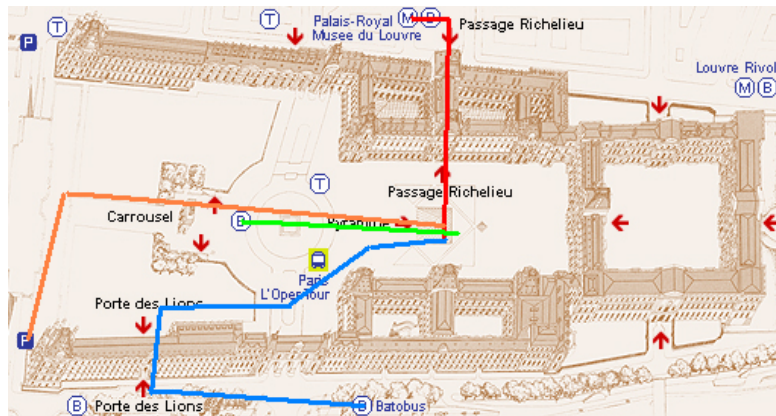 T
T
Palais-Royal
Musee du Louvre
M
B
Passage Richelieu
P
Louvre Rivol
M
B
T
Passage Richelieu
Carrousel
B
Pyramide
Paris
L'OpenTour
Porte des Lions
P
B
Porte des Lions
B
Batobus